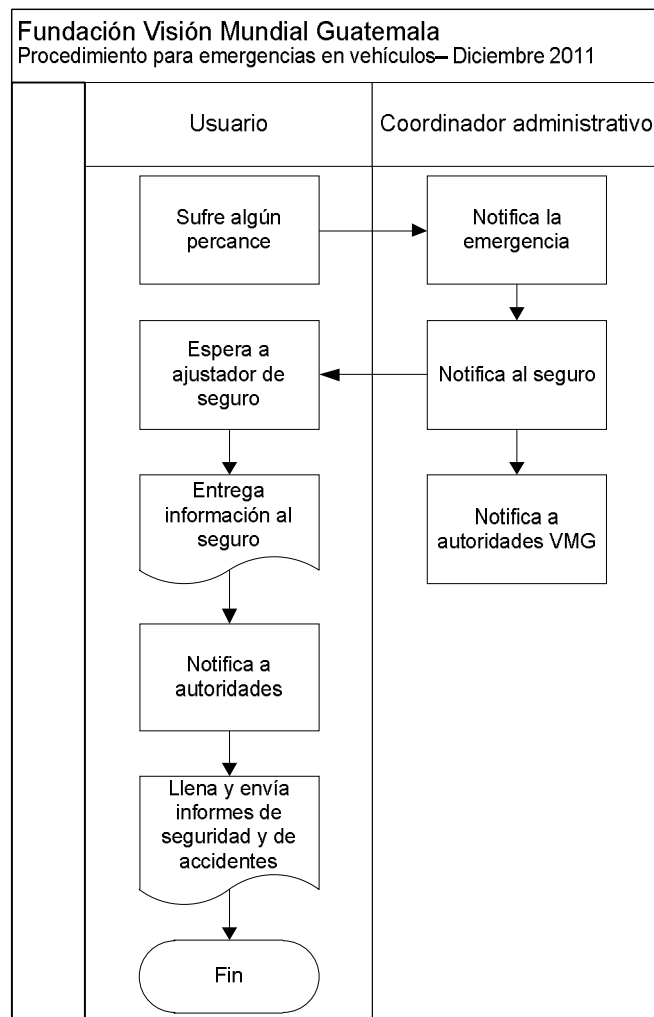 Fundación Visión Mundial Guatemala
Procedimiento para emergencias en vehículos– Diciembre 2011
Usuario
Coordinador administrativo
Sufre algún
percance
Notifica la
emergencia
Espera a
ajustador de
seguro
Notifica al seguro
Entrega
información al
seguro
Notifica a
autoridades VMG
Notifica a
autoridades
Llena y envía
informes de
seguridad y de
accidentes
Fin